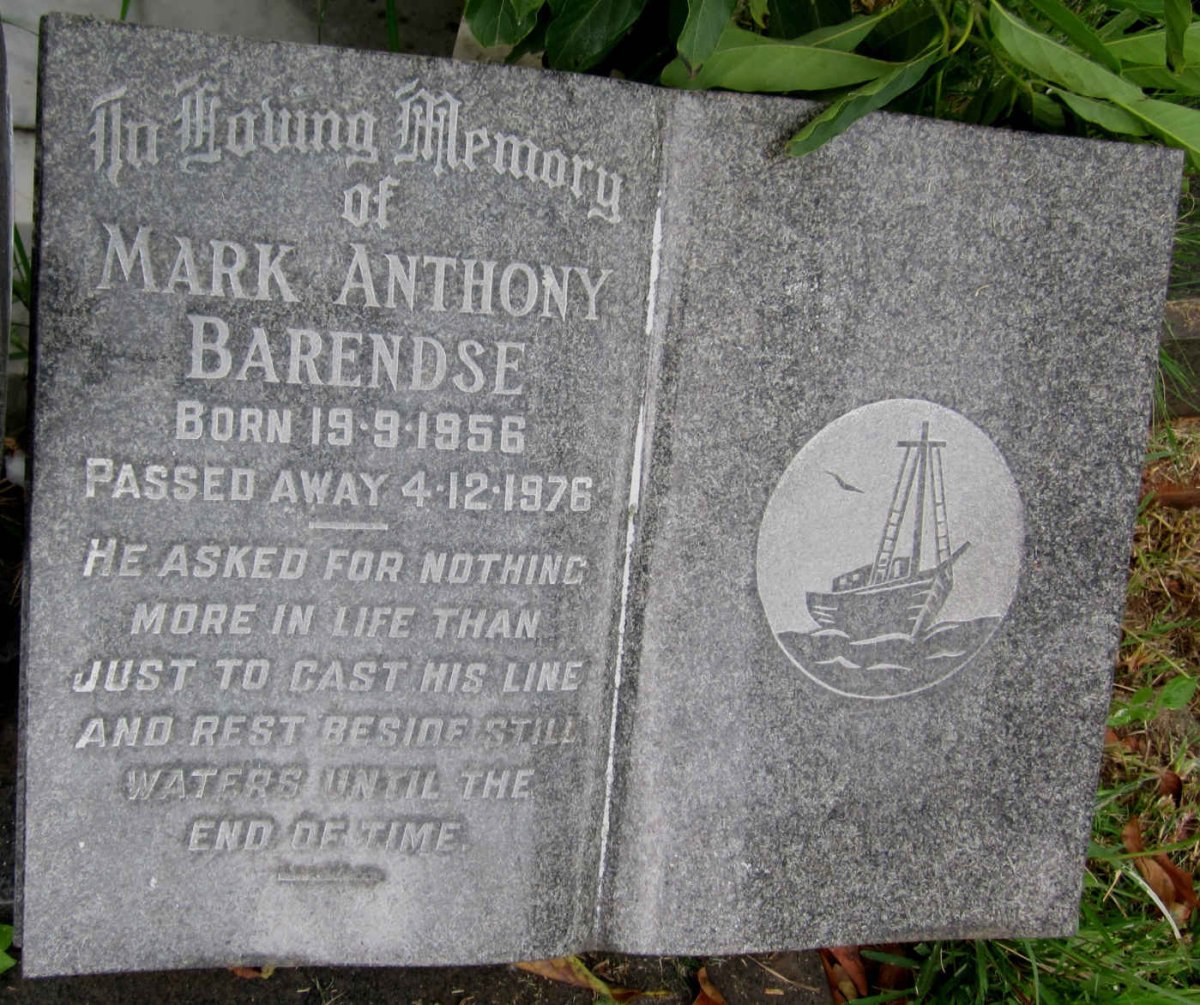 In Loving Memory
of
MARK ANTHONY
BARENDSE
BORN 19·9·1956
PASSED AWAY 4·12·1976
HE ASKED FOR NOTHING
MORE IN LIFE THAN
JUST TO CAST HIS LINE
AND REST BESIDE STILL
WATERS UNTIL THE
END OF TIME